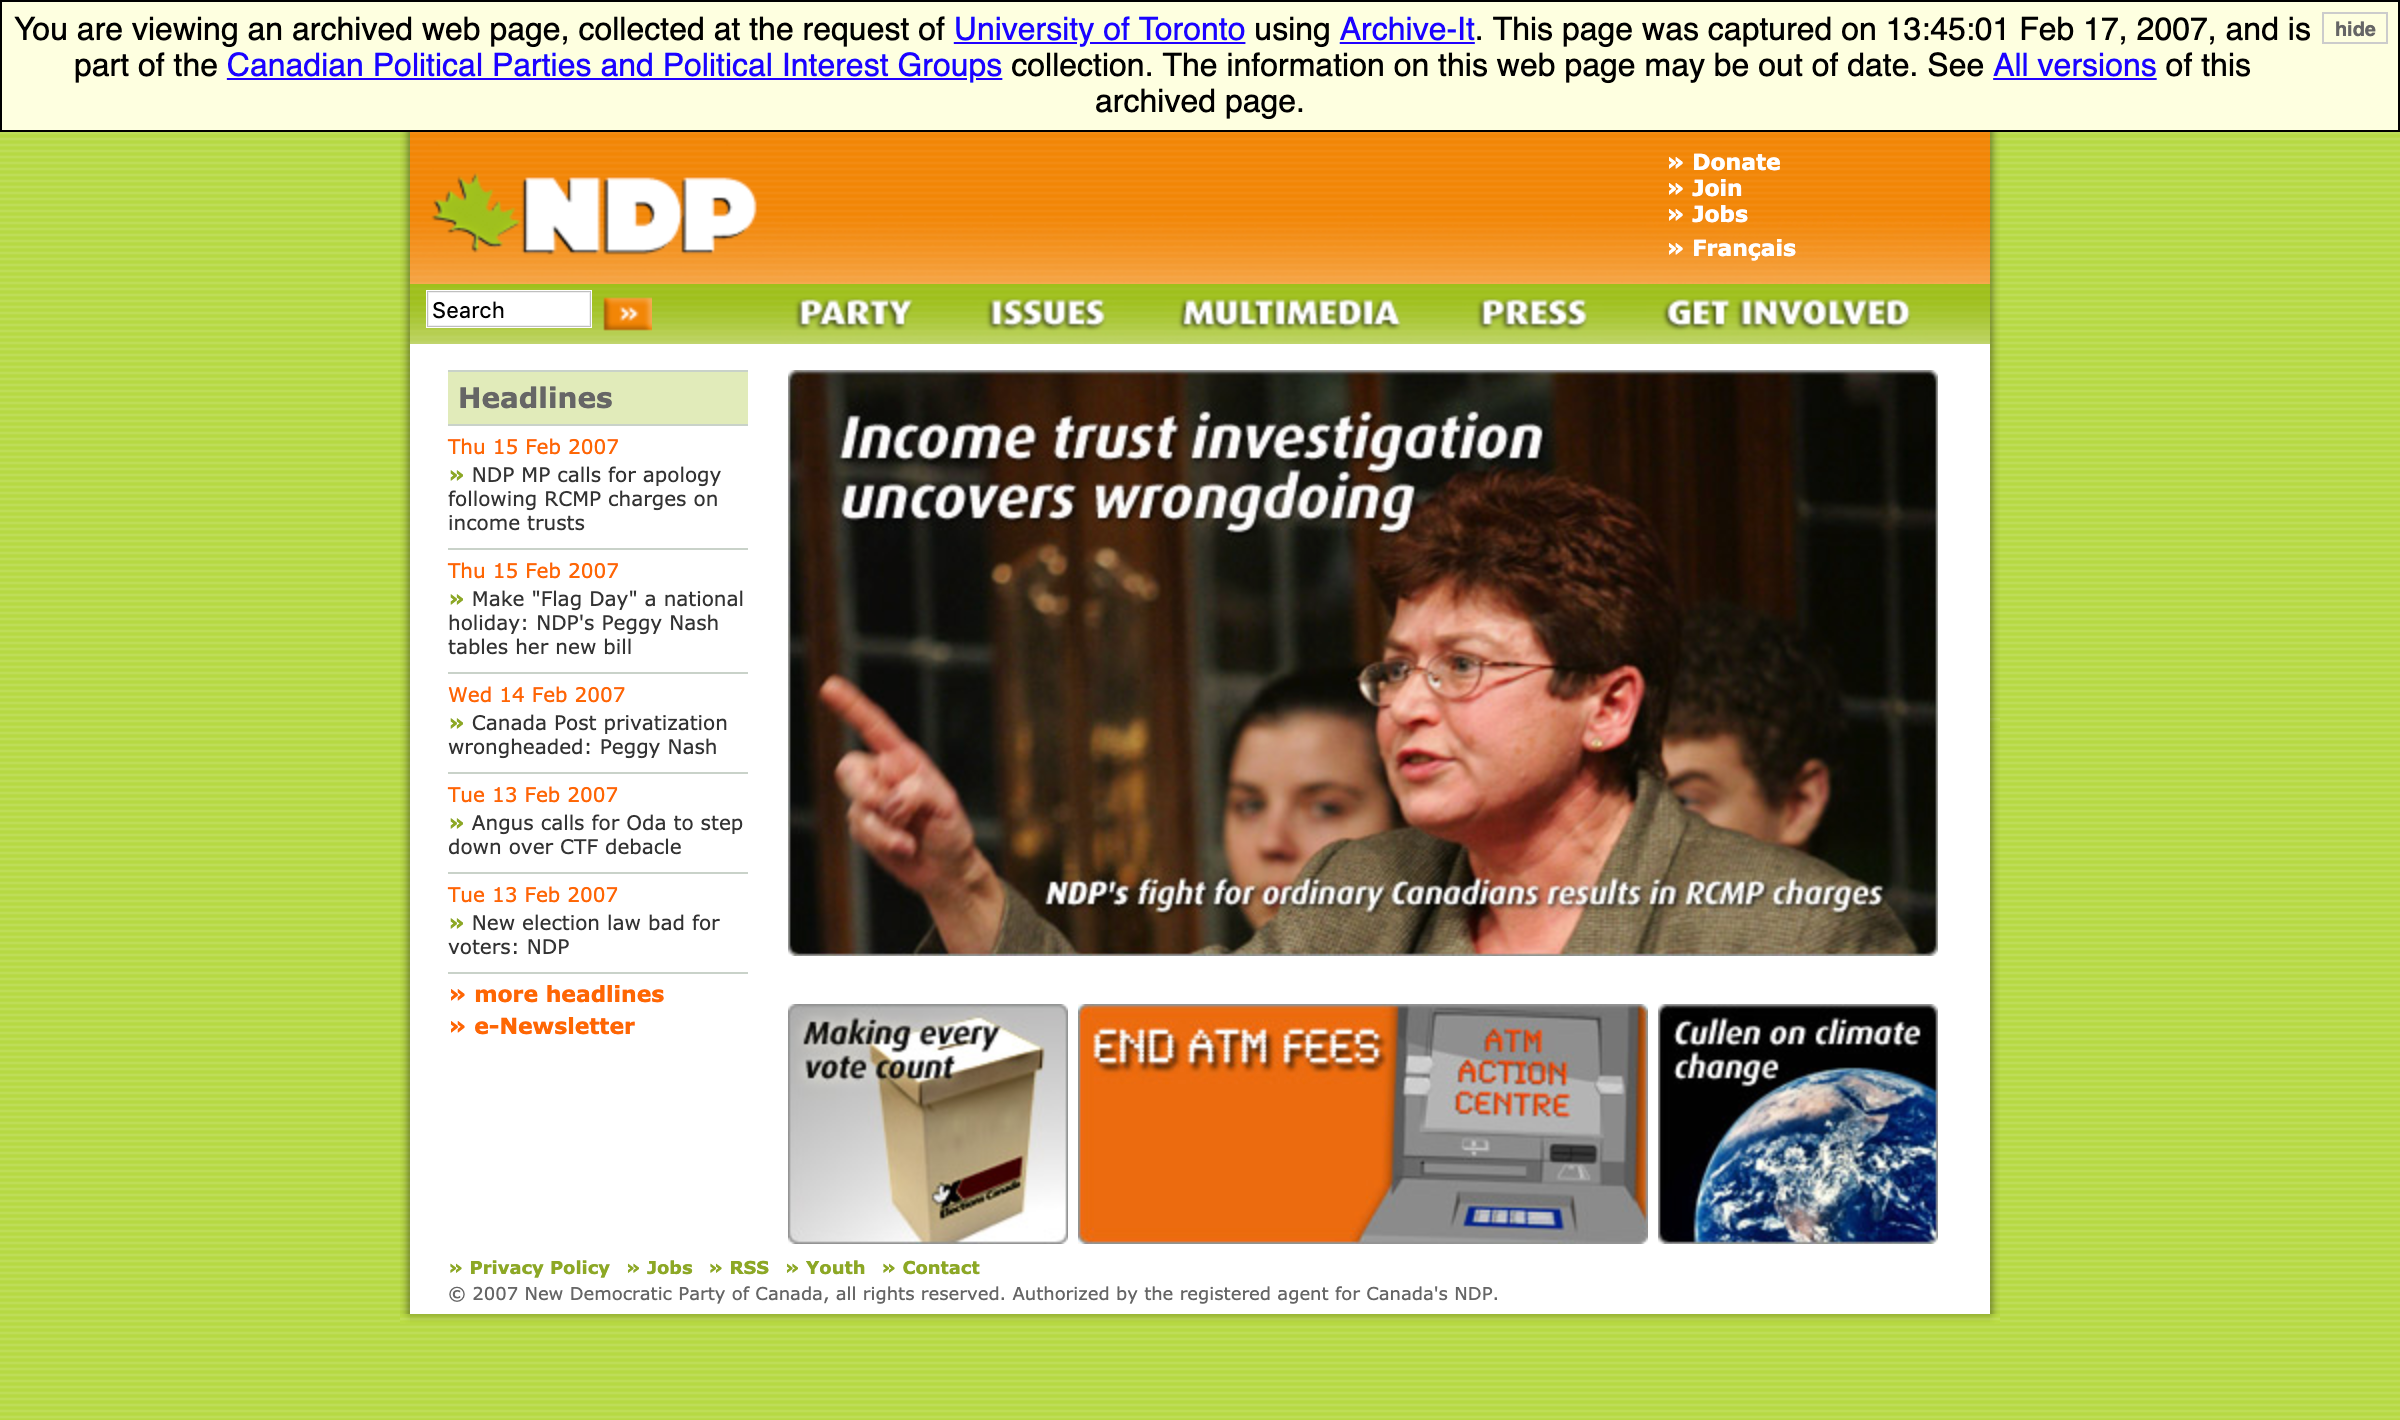 You are viewing an archived web page, collected at the request of University of Toronto using Archive-It. This page was captured on 13:45:01 Feb 17, 2007, and is
part of the Canadian Political Parties and Political Interest Groups collection. The information on this web page may be out of date. See All versions of this
archived page.
hide
NDP
» Donate
» Join
» Jobs
» Français
Search
»
PARTY ISSUES MULTIMEDIA PRESS GET INVOLVED
Headlines
Thu 15 Feb 2007
» NDP MP calls for apology
following RCMP charges on
income trusts
Thu 15 Feb 2007
» Make "Flag Day" a national
holiday: NDP's Peggy Nash
tables her new bill
Wed 14 Feb 2007
» Canada Post privatization
wrongheaded: Peggy Nash
Tue 13 Feb 2007
» Angus calls for Oda to step
down over CTF debacle
Tue 13 Feb 2007
» New election law bad for
voters: NDP
» more headlines
» e-Newsletter
Income trust investigation
uncovers wrongdoing
NDP's fight for ordinary Canadians results in RCMP charges
Making every
vote count
Elections Canada
END ATM FEES
ATM
ACTION
CENTRE
Cullen on climate
change
» Privacy Policy » Jobs » RSS » Youth » Contact
© 2007 New Democratic Party of Canada, all rights reserved. Authorized by the registered agent for Canada's NDP.